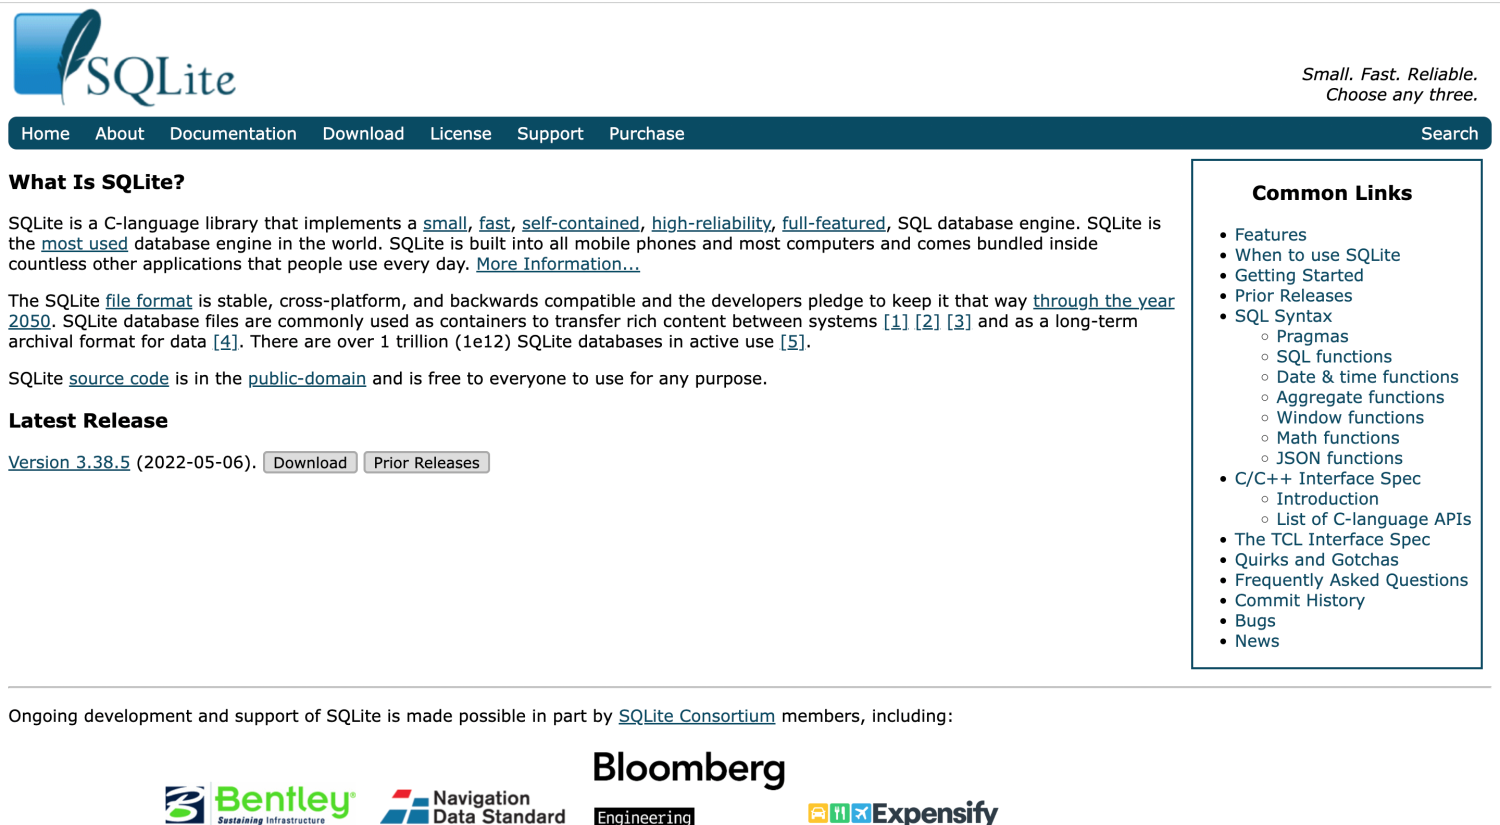 SQLite
Small. Fast. Reliable.
Choose any three.
Home About Documentation Download License Support Purchase Search
What Is SQLite?
SQLite is a C-language library that implements a small, fast, self-contained, high-reliability, full-featured, SQL database engine. SQLite is
the most used database engine in the world. SQLite is built into all mobile phones and most computers and comes bundled inside
countless other applications that people use every day. More Information...
The SQLite file format is stable, cross-platform, and backwards compatible and the developers pledge to keep it that way through the year
2050. SQLite database files are commonly used as containers to transfer rich content between systems [1] [2] [3] and as a long-term
archival format for data [4]. There are over 1 trillion (1e12) SQLite databases in active use [5].
SQLite source code is in the public-domain and is free to everyone to use for any purpose.
Latest Release
Version 3.38.5 (2022-05-06). Download Prior Releases
Common Links
• Features
• When to use SQLite
• Getting Started
• Prior Releases
• SQL Syntax
◦ Pragmas
◦ SQL functions
◦ Date & time functions
◦ Aggregate functions
◦ Window functions
◦ Math functions
◦ JSON functions
• C/C++ Interface Spec
◦ Introduction
◦ List of C-language APIs
• The TCL Interface Spec
• Quirks and Gotchas
• Frequently Asked Questions
• Commit History
• Bugs
• News
Ongoing development and support of SQLite is made possible in part by SQLite Consortium members, including:
Bentley®
Sustaining Infrastructure
Navigation
Data Standard
Bloomberg
Engineering
Expensify